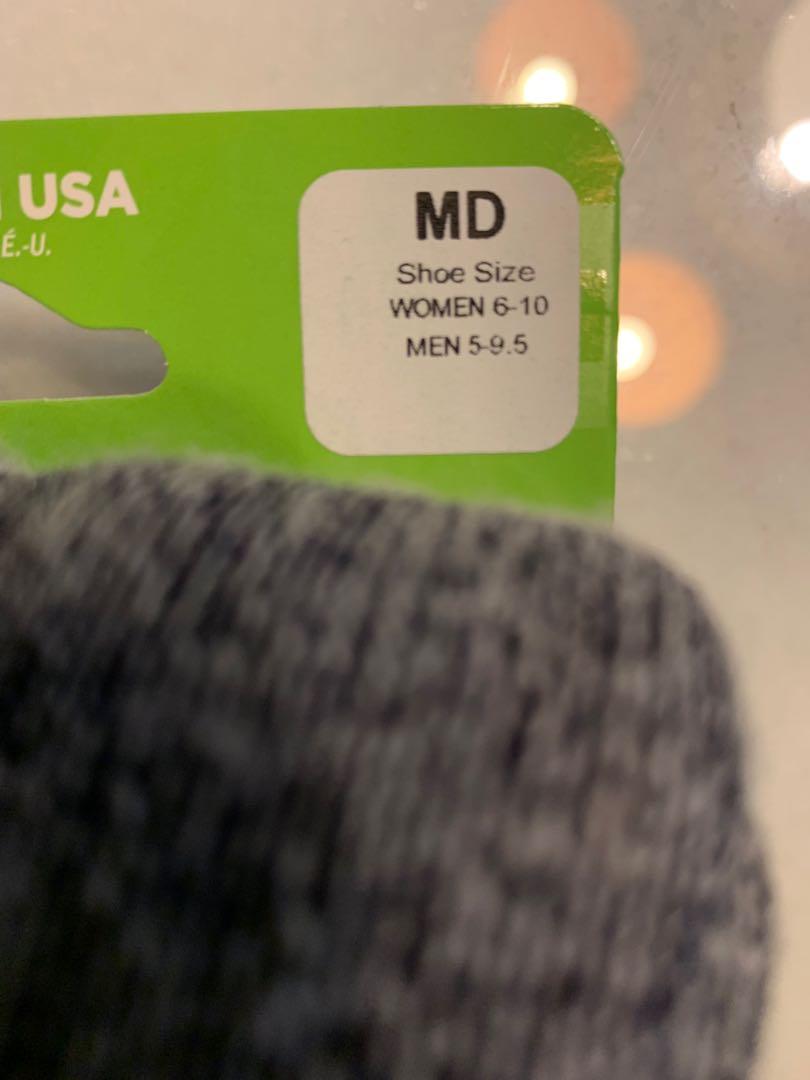 USA
É.-U.
MD
Shoe Size
WOMEN 6-10
MEN 5-9.5